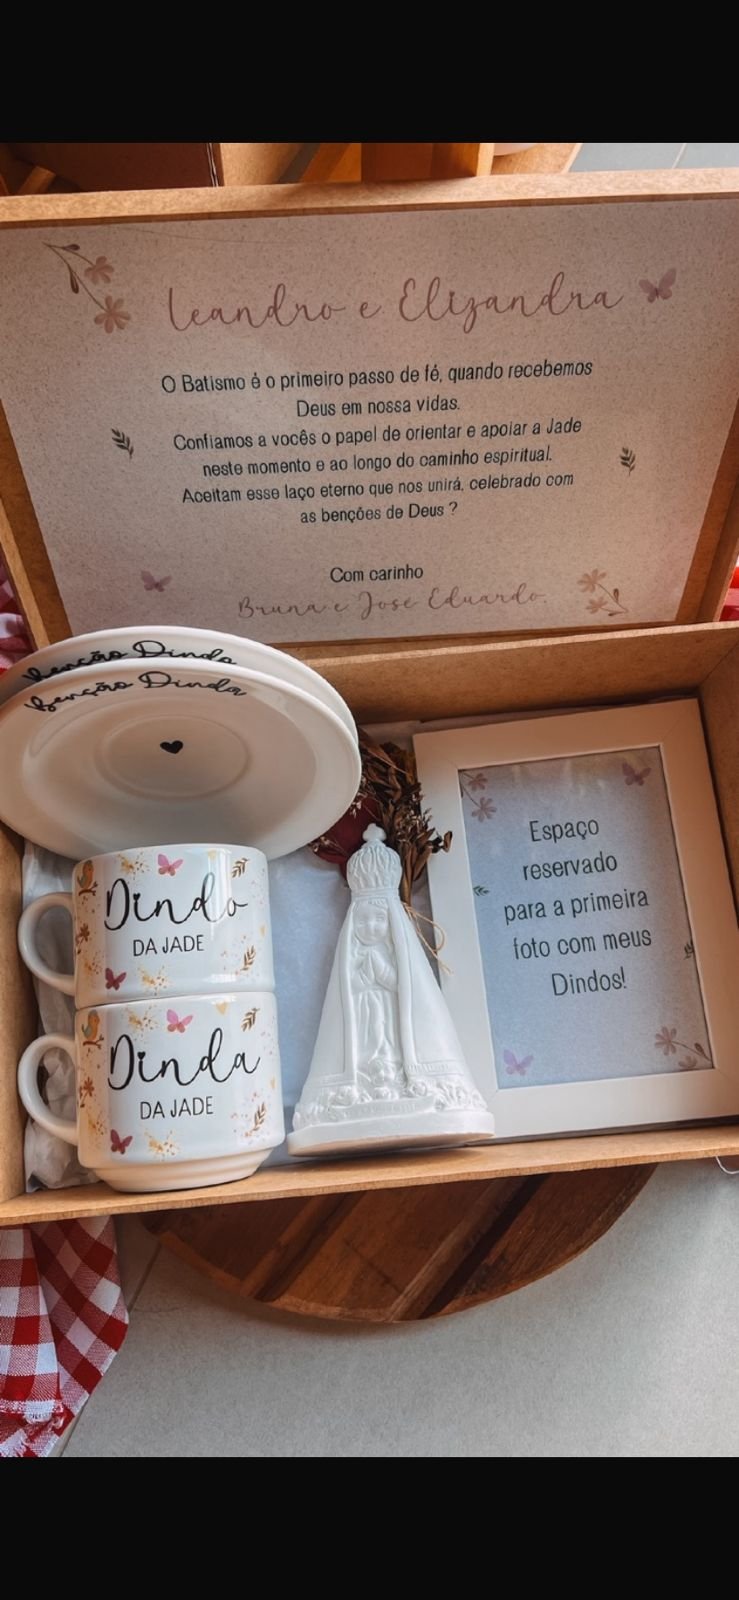 Leandro e Elizandra
O Batismo é o primeiro passo de fé, quando recebemos
Deus em nossa vidas.
Confiamos a vocês o papel de orientar e apoiar a Jade
neste momento e ao longo do caminho espiritual.
Aceitam esse laço eterno que nos unirá, celebrado com
as benções de Deus ?
Com carinho
Bruna e José Eduardo.
Benção Dindo
Benção Dinda
Dindo
DA JADE
Dinda
DA JADE
Espaço
reservado
para a primeira
foto com meus
Dindos!